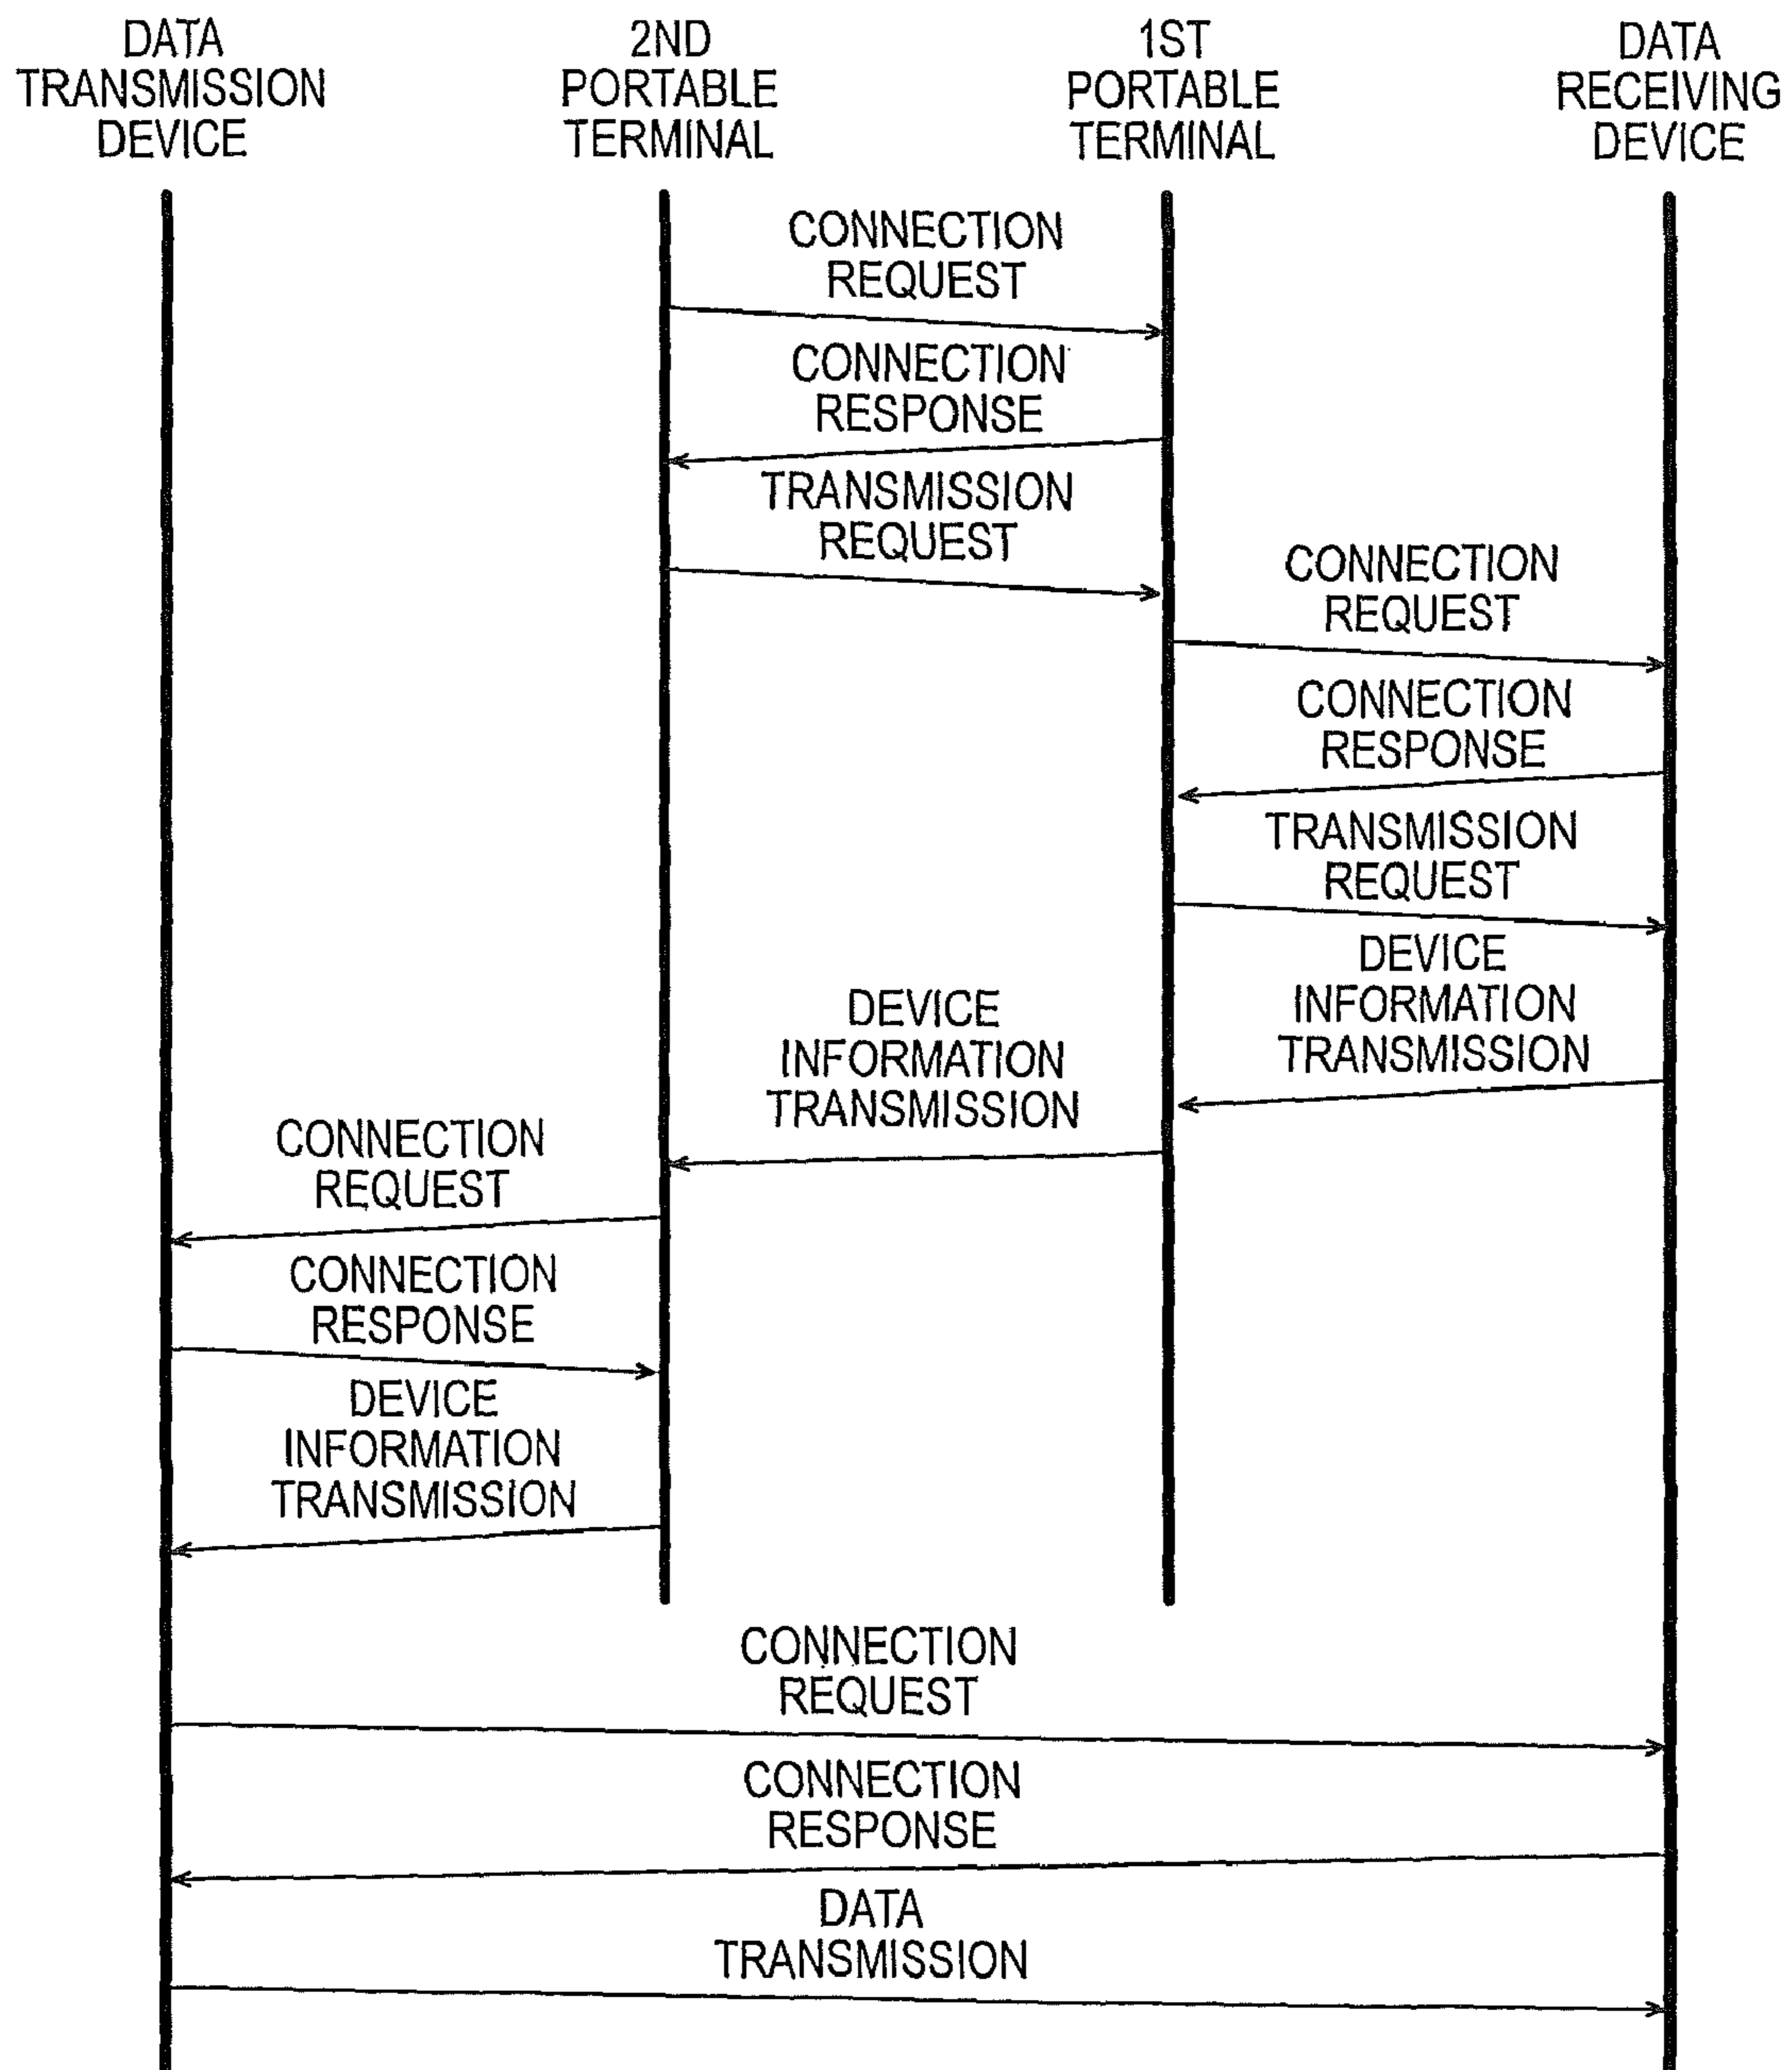 DATA
TRANSMISSION
DEVICE
2ND
PORTABLE
TERMINAL
1ST
PORTABLE
TERMINAL
DATA
RECEIVING
DEVICE
CONNECTION
REQUEST
CONNECTION
RESPONSE
TRANSMISSION
REQUEST
CONNECTION
REQUEST
CONNECTION
RESPONSE
TRANSMISSION
REQUEST
DEVICE
INFORMATION
TRANSMISSION
DEVICE
INFORMATION
TRANSMISSION
CONNECTION
REQUEST
CONNECTION
RESPONSE
DEVICE
INFORMATION
TRANSMISSION
CONNECTION
REQUEST
CONNECTION
RESPONSE
DATA
TRANSMISSION